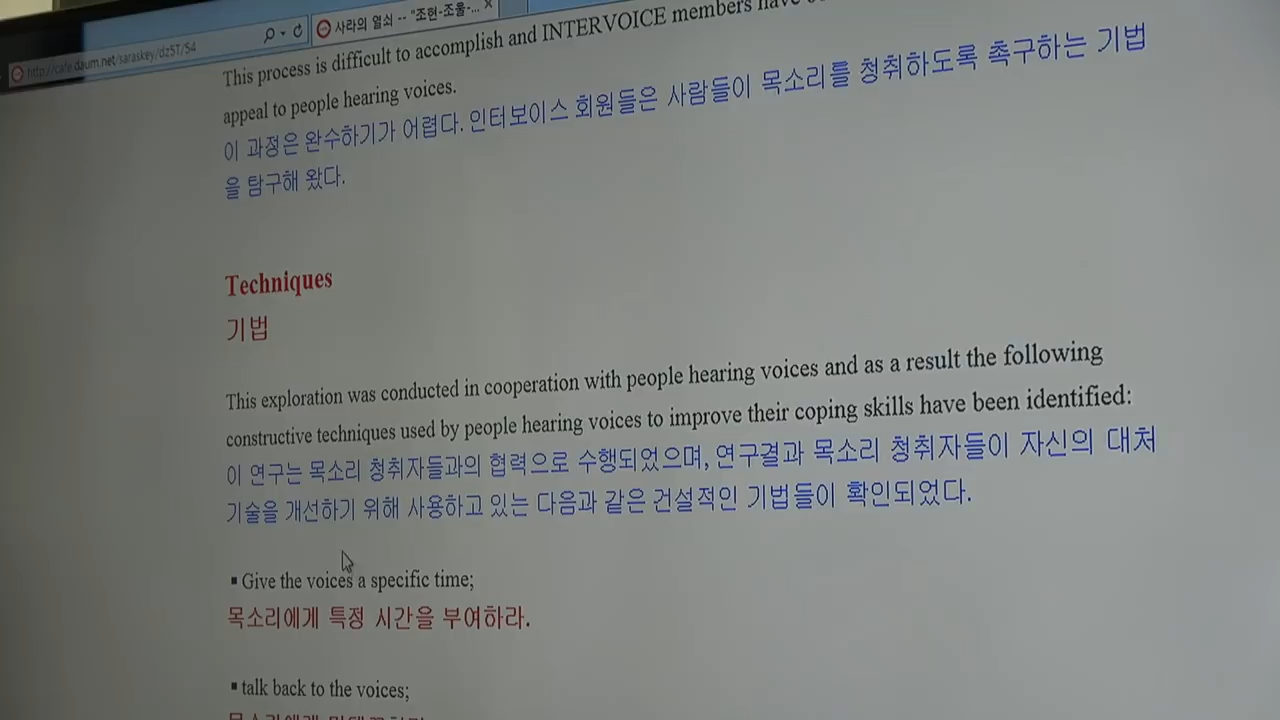 http://cafe.daum.net/saraskey/dz5T/54
사라의 열쇠 -- "조현-조울-...
This process is difficult to accomplish and INTERVOICE members have
appeal to people hearing voices.
이 과정은 완수하기가 어렵다. 인터보이스 회원들은 사람들이 목소리를 청취하도록 촉구하는 기법
을 탐구해 왔다.
Techniques
기법
This exploration was conducted in cooperation with people hearing voices and as a result the following
constructive techniques used by people hearing voices to improve their coping skills have been identified:
이 연구는 목소리 청취자들과의 협력으로 수행되었으며, 연구결과 목소리 청취자들이 자신의 대처
기술을 개선하기 위해 사용하고 있는 다음과 같은 건설적인 기법들이 확인되었다.
▪ Give the voices a specific time;
목소리에게 특정 시간을 부여하라.
▪ talk back to the voices;
목소리에게